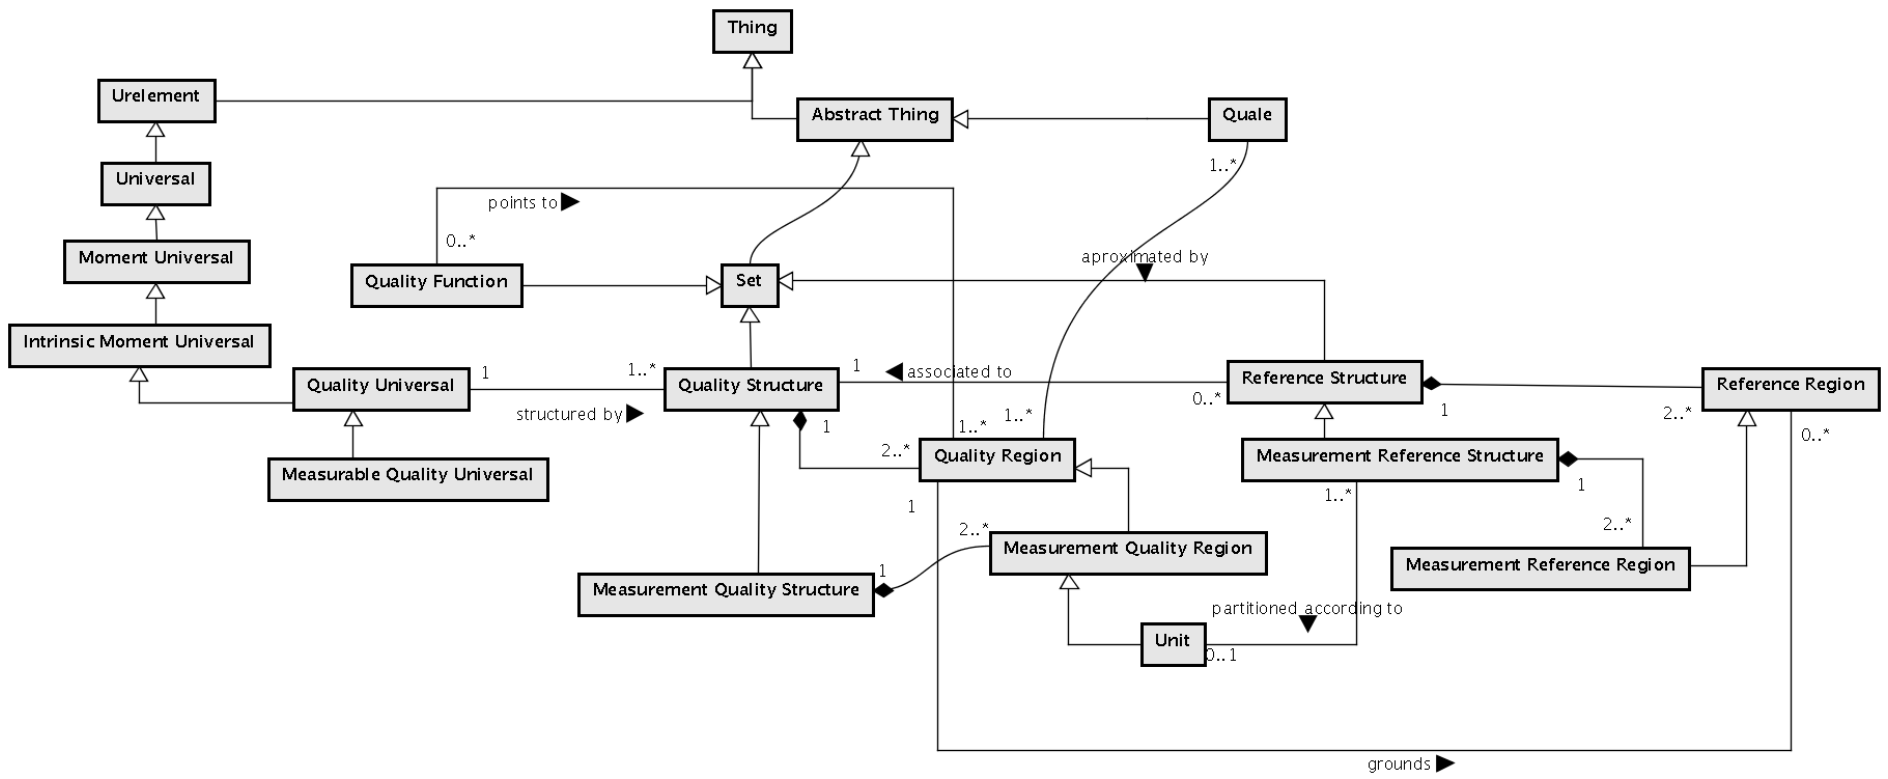 Thing
Urelement
Abstract Thing
Quale
1..*
Universal
points to
0..*
Moment Universal
aproximated by
Quality Function
Set
Intrinsic Moment Universal
Quality Universal
1
1..*
structured by
Quality Structure
1
associated to
0..*
Reference Structure
1
2..*
Reference Region
0..*
1
1..*
1..*
2..*
Quality Region
Measurement Reference Structure
Measurable Quality Universal
1
1..*
1
2..*
2..*
Measurement Quality Region
1
Measurement Quality Structure
Measurement Reference Region
partitioned according to
Unit
0..1
grounds